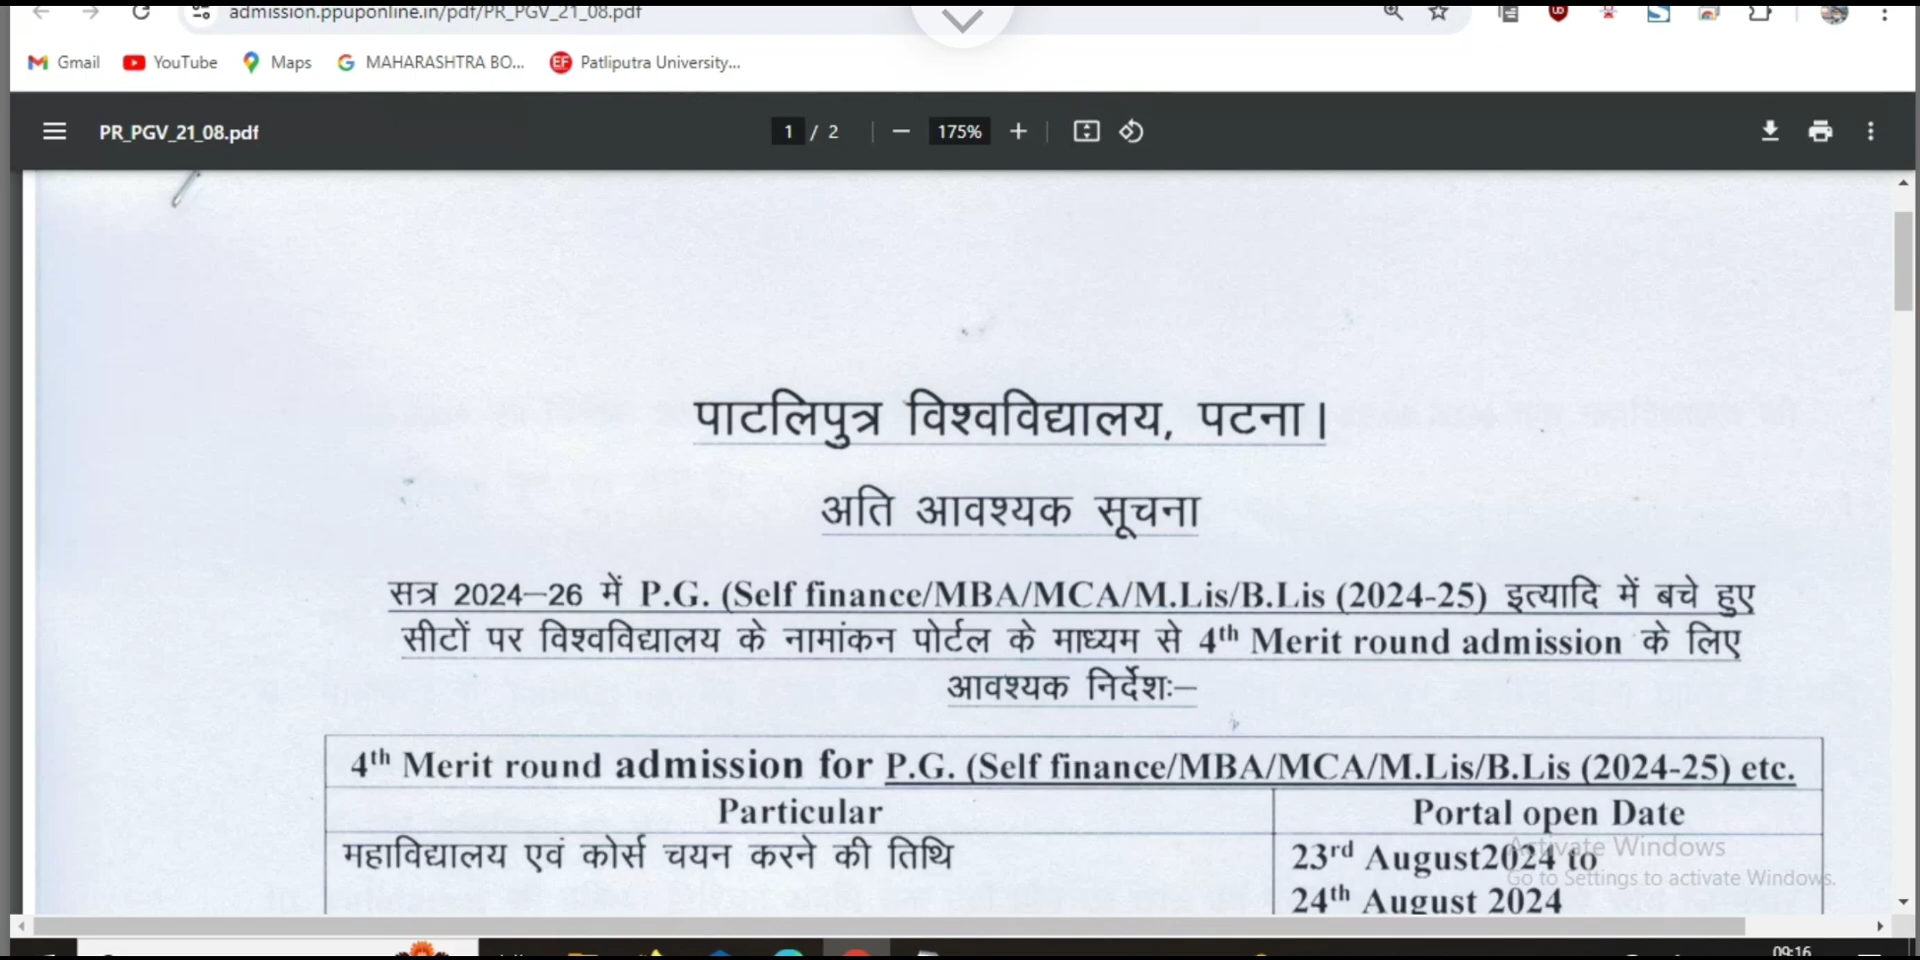 admission.ppuponline.in/pdf/PR_PGV_21_08.pdf
Gmail YouTube Maps MAHARASHTRA BO... Patliputra University...
PR_PGV_21_08.pdf 1 / 2 175%
पाटलिपुत्र विश्वविद्यालय, पटना।
अति आवश्यक सूचना
सत्र 2024–26 में P.G. (Self finance/MBA/MCA/M.Lis/B.Lis (2024-25) इत्यादि में बचे हुए
सीटों पर विश्वविद्यालय के नामांकन पोर्टल के माध्यम से 4th Merit round admission के लिए
आवश्यक निर्देशः–
4th Merit round admission for P.G. (Self finance/MBA/MCA/M.Lis/B.Lis (2024-25) etc.
Particular Portal open Date
महाविद्यालय एवं कोर्स चयन करने की तिथि 23rd August2024 to
24th August 2024
Activate Windows
Go to Settings to activate Windows.
09:16